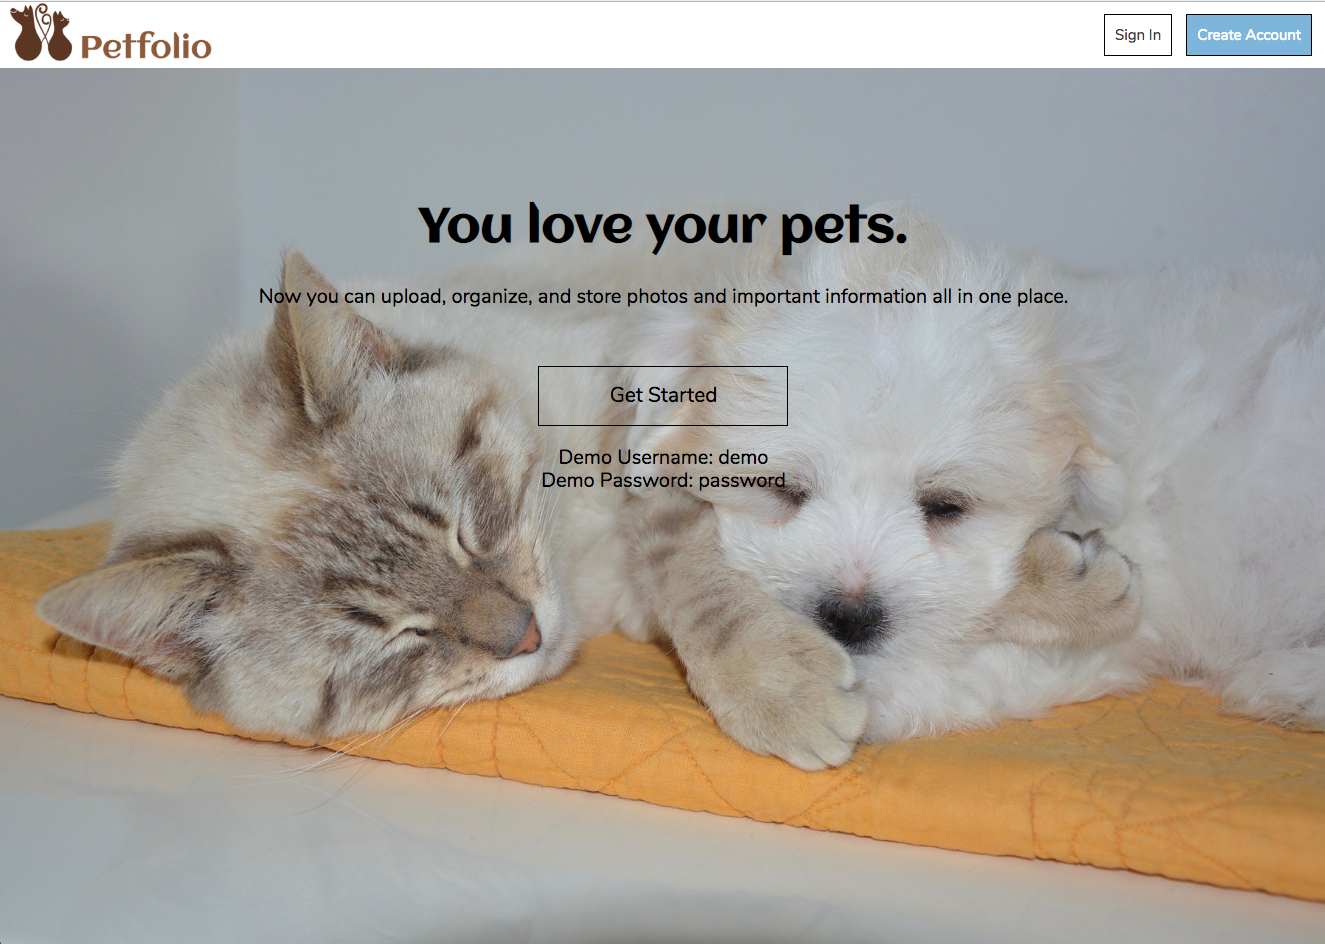 Petfolio
Sign In
Create Account
You love your pets.
Now you can upload, organize, and store photos and important information all in one place.
Get Started
Demo Username: demo
Demo Password: password